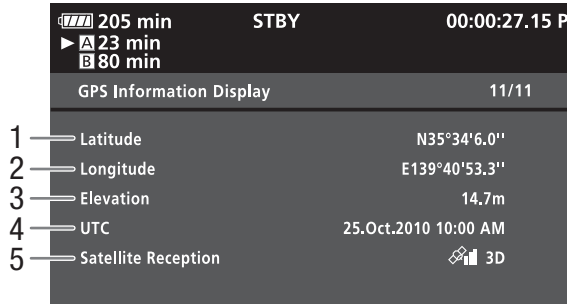 205 min STBY 00:00:27.15 P
A 23 min
B 80 min
GPS Information Display 11/11
1 Latitude N35°34'6.0''
2 Longitude E139°40'53.3''
3 Elevation 14.7m
4 UTC 25.Oct.2010 10:00 AM
5 Satellite Reception 3D